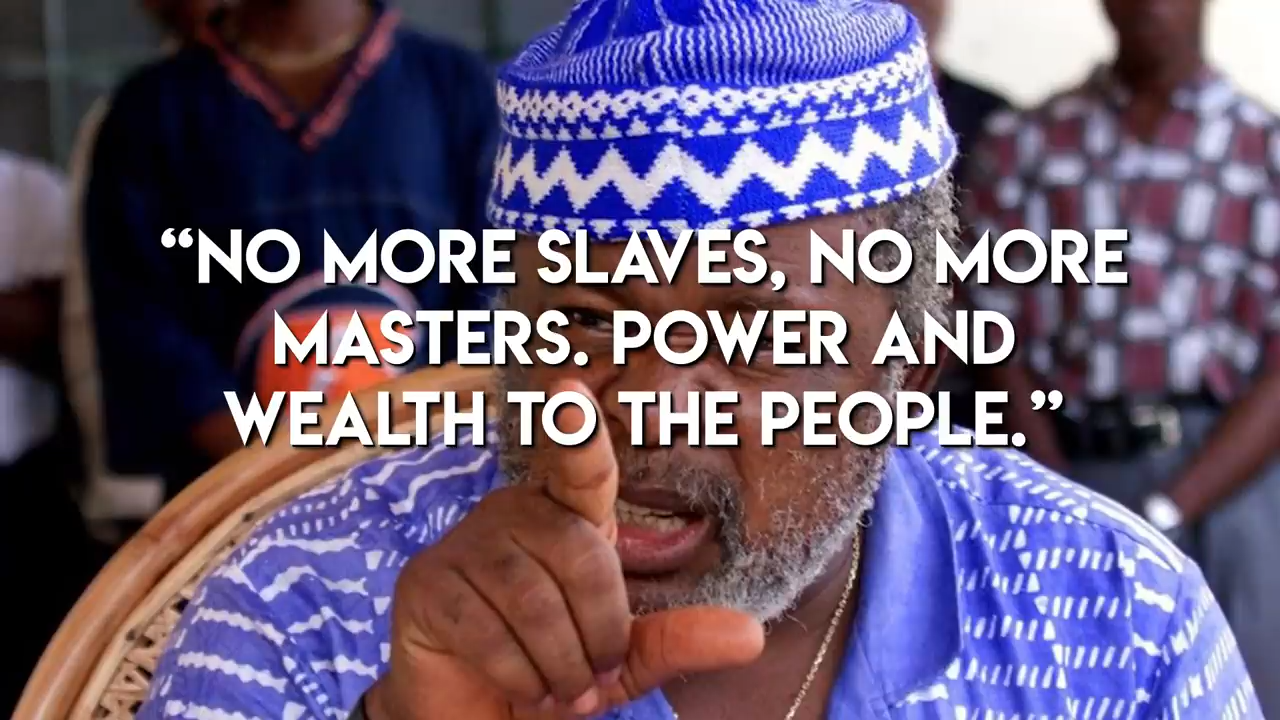 “NO MORE SLAVES, NO MORE
MASTERS. POWER AND
WEALTH TO THE PEOPLE.”